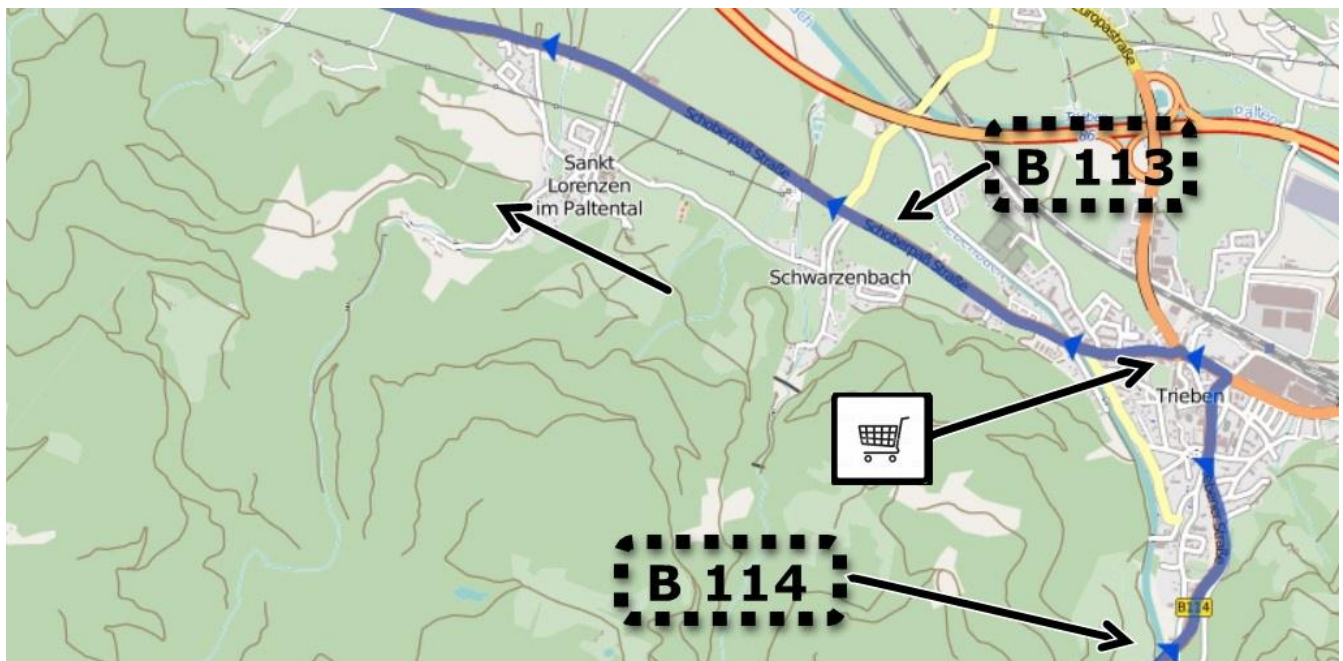 Europastraße
B 113
Schoberpaß Straße
Sankt
Lorenzen
im Paltental
Schoberpaß Straße
Schwarzenbach
Trieben
B 114
B114